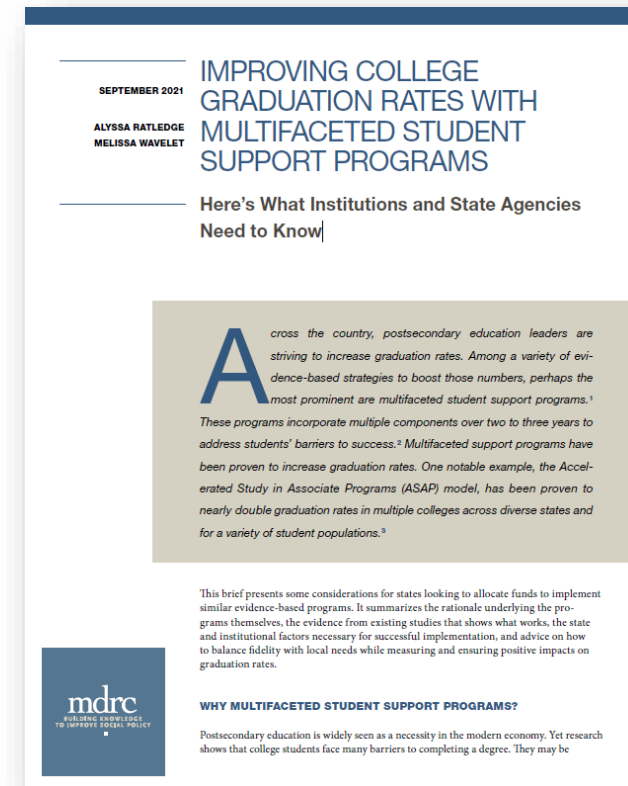 SEPTEMBER 2021
ALYSSA RATLEDGE
MELISSA WAVELET
IMPROVING COLLEGE
GRADUATION RATES WITH
MULTIFACETED STUDENT
SUPPORT PROGRAMS
Here’s What Institutions and State Agencies
Need to Know
Across the country, postsecondary education leaders are
striving to increase graduation rates. Among a variety of evi-
dence-based strategies to boost those numbers, perhaps the
most prominent are multifaceted student support programs.¹
These programs incorporate multiple components over two to three years to
address students’ barriers to success.² Multifaceted support programs have
been proven to increase graduation rates. One notable example, the Accel-
erated Study in Associate Programs (ASAP) model, has been proven to
nearly double graduation rates in multiple colleges across diverse states and
for a variety of student populations.³
This brief presents some considerations for states looking to allocate funds to implement
similar evidence-based programs. It summarizes the rationale underlying the pro-
grams themselves, the evidence from existing studies that shows what works, the state
and institutional factors necessary for successful implementation, and advice on how
to balance fidelity with local needs while measuring and ensuring positive impacts on
graduation rates.
mdrc
BUILDING KNOWLEDGE
TO IMPROVE SOCIAL POLICY
WHY MULTIFACETED STUDENT SUPPORT PROGRAMS?
Postsecondary education is widely seen as a necessity in the modern economy. Yet research
shows that college students face many barriers to completing a degree. They may be